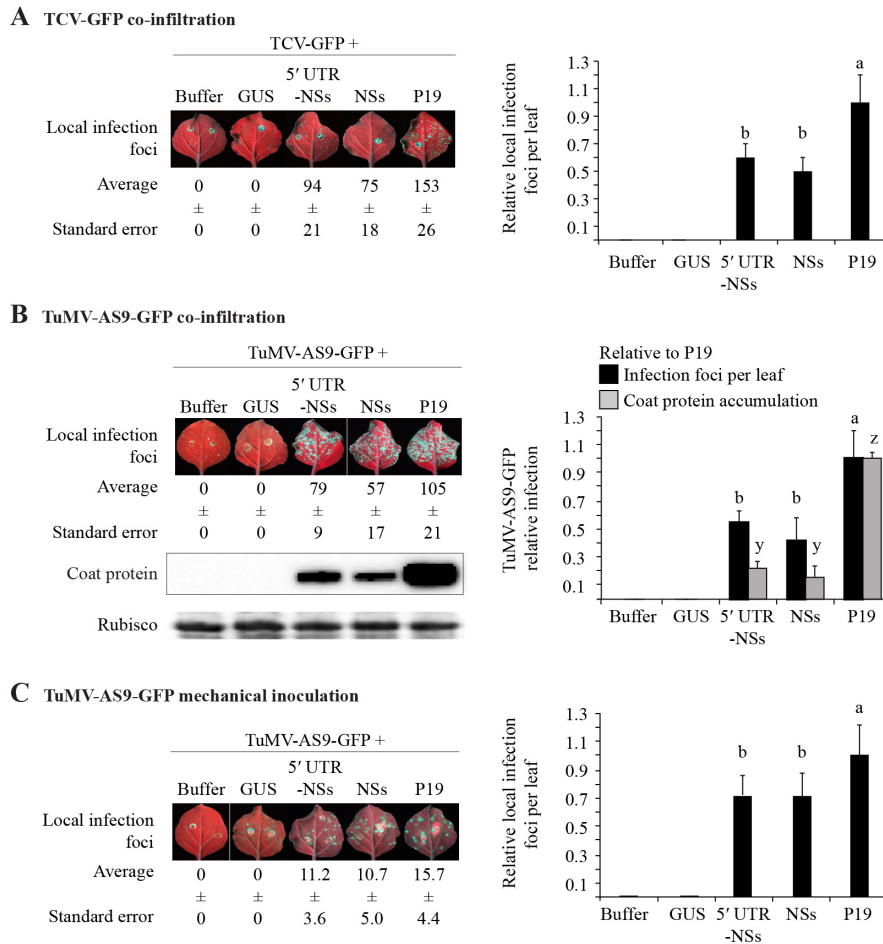 A TCV-GFP co-infiltration
TCV-GFP +
5′ UTR
Buffer GUS -NSs NSs P19
Local infection
foci
Average 0 0 94 75 153
± ± ± ± ±
Standard error 0 0 21 18 26
Relative local infection
foci per leaf
1.3
1.1
0.9
0.7
0.5
0.3
0.1
b b a
Buffer GUS 5′ UTR NSs P19
-NSs
B TuMV-AS9-GFP co-infiltration
TuMV-AS9-GFP +
5′ UTR
Buffer GUS -NSs NSs P19
Local infection
foci
Average 0 0 79 57 105
± ± ± ± ±
Standard error 0 0 9 17 21
Coat protein
Rubisco
Relative to P19
Infection foci per leaf
Coat protein accumulation
TuMV-AS9-GFP
relative infection
1.3
1.1
0.9
0.7
0.5
0.3
0.1
b y b y a z
Buffer GUS 5′ UTR NSs P19
-NSs
C TuMV-AS9-GFP mechanical inoculation
TuMV-AS9-GFP +
5′ UTR
Buffer GUS -NSs NSs P19
Local infection
foci
Average 0 0 11.2 10.7 15.7
± ± ± ± ±
Standard error 0 0 3.6 5.0 4.4
Relative local infection
foci per leaf
1.3
1.1
0.9
0.7
0.5
0.3
0.1
b b a
Buffer GUS 5′ UTR NSs P19
-NSs